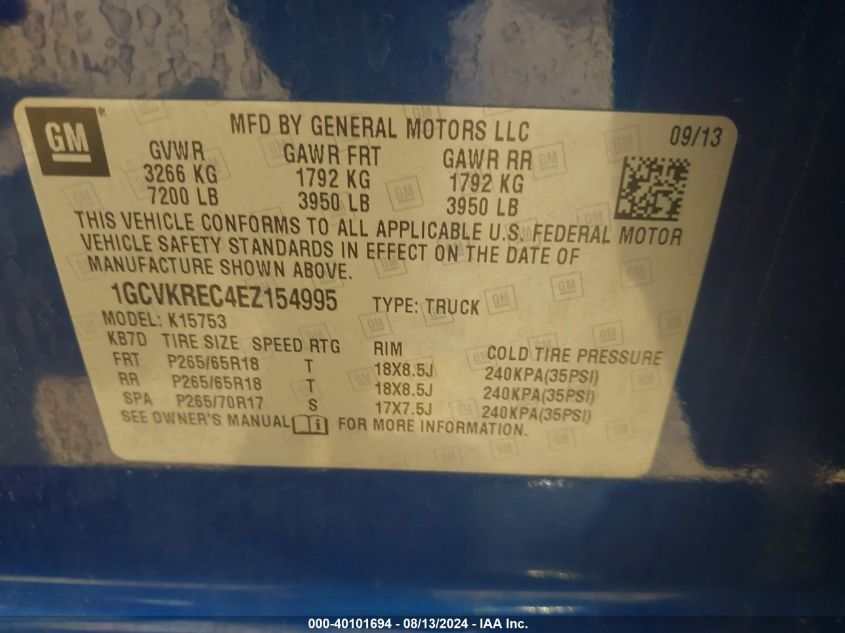 GM
MFD BY GENERAL MOTORS LLC 09/13
GVWR GAWR FRT GAWR RR
3266 KG 1792 KG 1792 KG
7200 LB 3950 LB 3950 LB
THIS VEHICLE CONFORMS TO ALL APPLICABLE U.S. FEDERAL MOTOR
VEHICLE SAFETY STANDARDS IN EFFECT ON THE DATE OF
MANUFACTURE SHOWN ABOVE.
1GCVKREC4EZ154995 TYPE: TRUCK
MODEL: K15753
KB7D TIRE SIZE SPEED RTG RIM COLD TIRE PRESSURE
FRT P265/65R18 T 18X8.5J 240KPA(35PSI)
RR P265/65R18 T 18X8.5J 240KPA(35PSI)
SPA P265/70R17 S 17X7.5J 240KPA(35PSI)
SEE OWNER'S MANUAL FOR MORE INFORMATION.
000-40101694 - 08/13/2024 - IAA Inc.